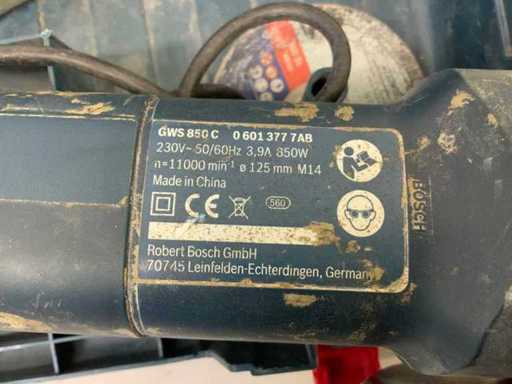 GWS 850 C 0 601 377 7AB
230V~ 50/60Hz 3,9A 850W
n=11000 min-1 ø 125 mm M14
Made in China
CE 560
Robert Bosch GmbH
70745 Leinfelden-Echterdingen, Germany
BOSCH